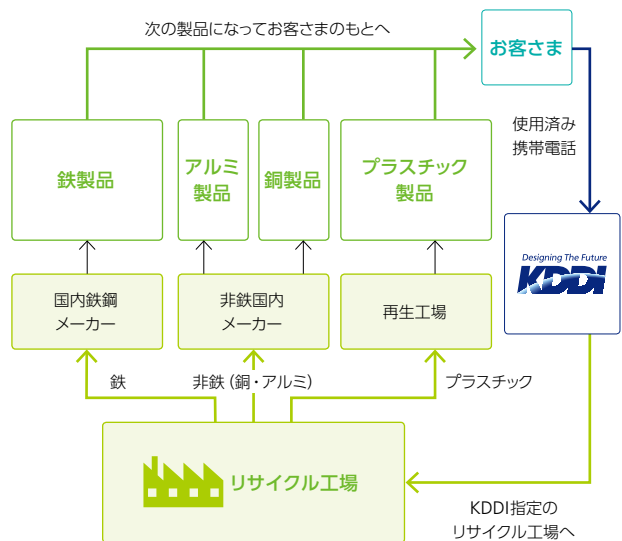 次の製品になってお客さまのもとへ
お客さま
使用済み
携帯電話
鉄製品
アルミ
製品
銅製品
プラスチック
製品
Designing The Future
KDDI
国内鉄鋼
メーカー
非鉄国内
メーカー
再生工場
鉄
非鉄(銅・アルミ)
プラスチック
リサイクル工場
KDDI指定の
リサイクル工場へ